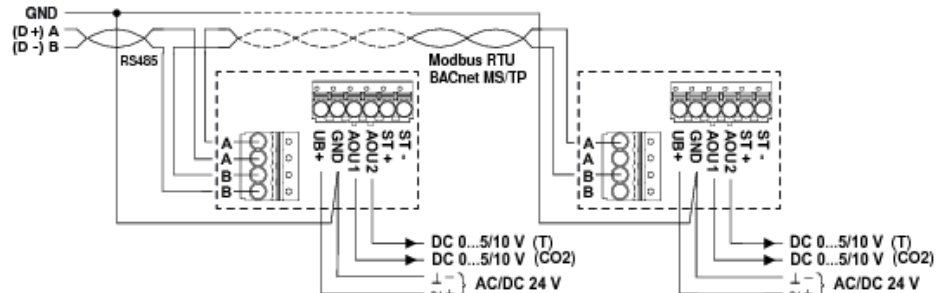 GND
(D+) A
(D-) B
RS485
Modbus RTU
BACnet MS/TP
A
A
B
B
UB+
GND
AOU1
AOU2
ST +
ST -
A
A
B
B
UB+
GND
AOU1
AOU2
ST +
ST -
DC 0...5/10 V (T)
DC 0...5/10 V (CO2)
⊥ -
AC/DC 24 V
DC 0...5/10 V (T)
DC 0...5/10 V (CO2)
⊥ -
AC/DC 24 V